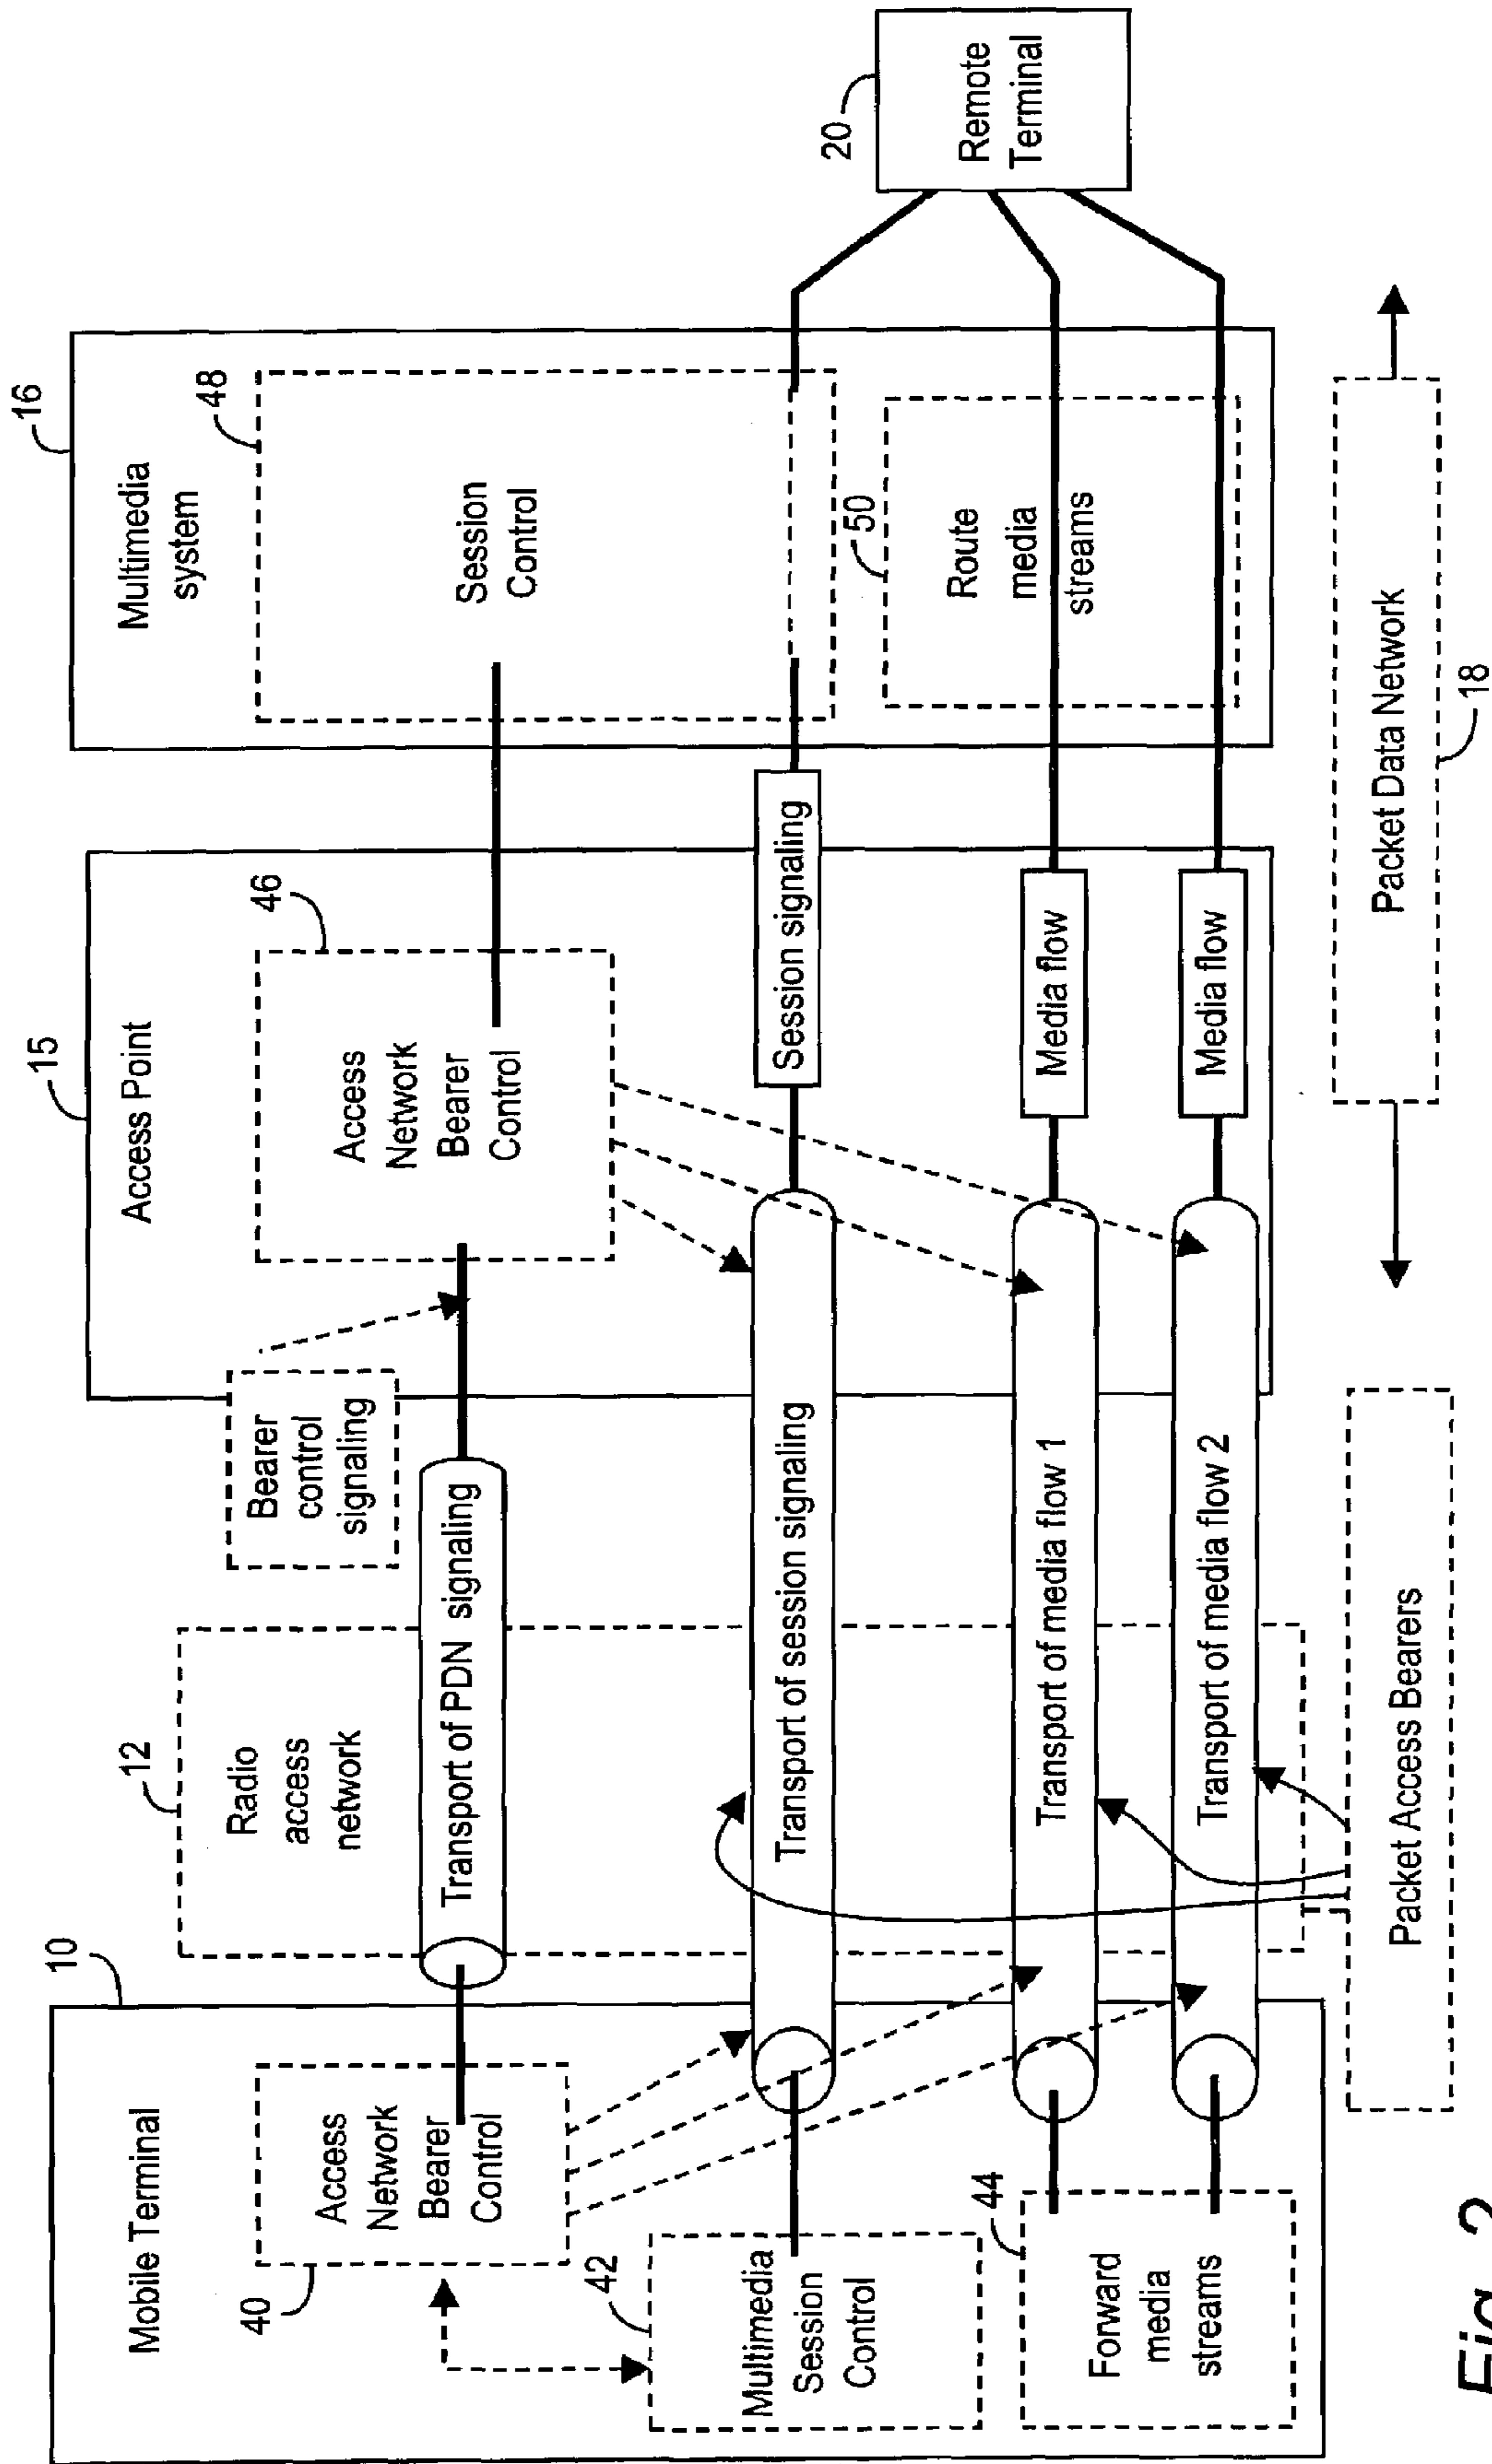 10
Mobile Terminal
Access
Network
Bearer
Control
40
42
Multimedia
Session
Control
44
Forward
media
streams
12
Radio
access
network
Bearer
control
signaling
Transport of PDN signaling
Transport of session signaling
Transport of media flow 1
Transport of media flow 2
Packet Access Bearers
15
Access Point
46
Access
Network
Bearer
Control
Session signaling
Media flow
Media flow
16
Multimedia
system
48
Session
Control
50
Route
media
streams
Packet Data Network
18
20
Remote
Terminal
Fig. 2